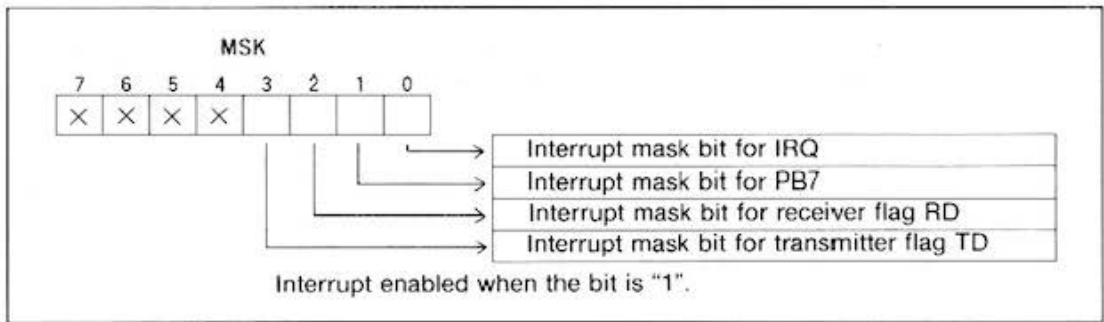 MSK
7 6 5 4 3 2 1 0
× × × ×
Interrupt mask bit for IRQ
Interrupt mask bit for PB7
Interrupt mask bit for receiver flag RD
Interrupt mask bit for transmitter flag TD
Interrupt enabled when the bit is “1”.